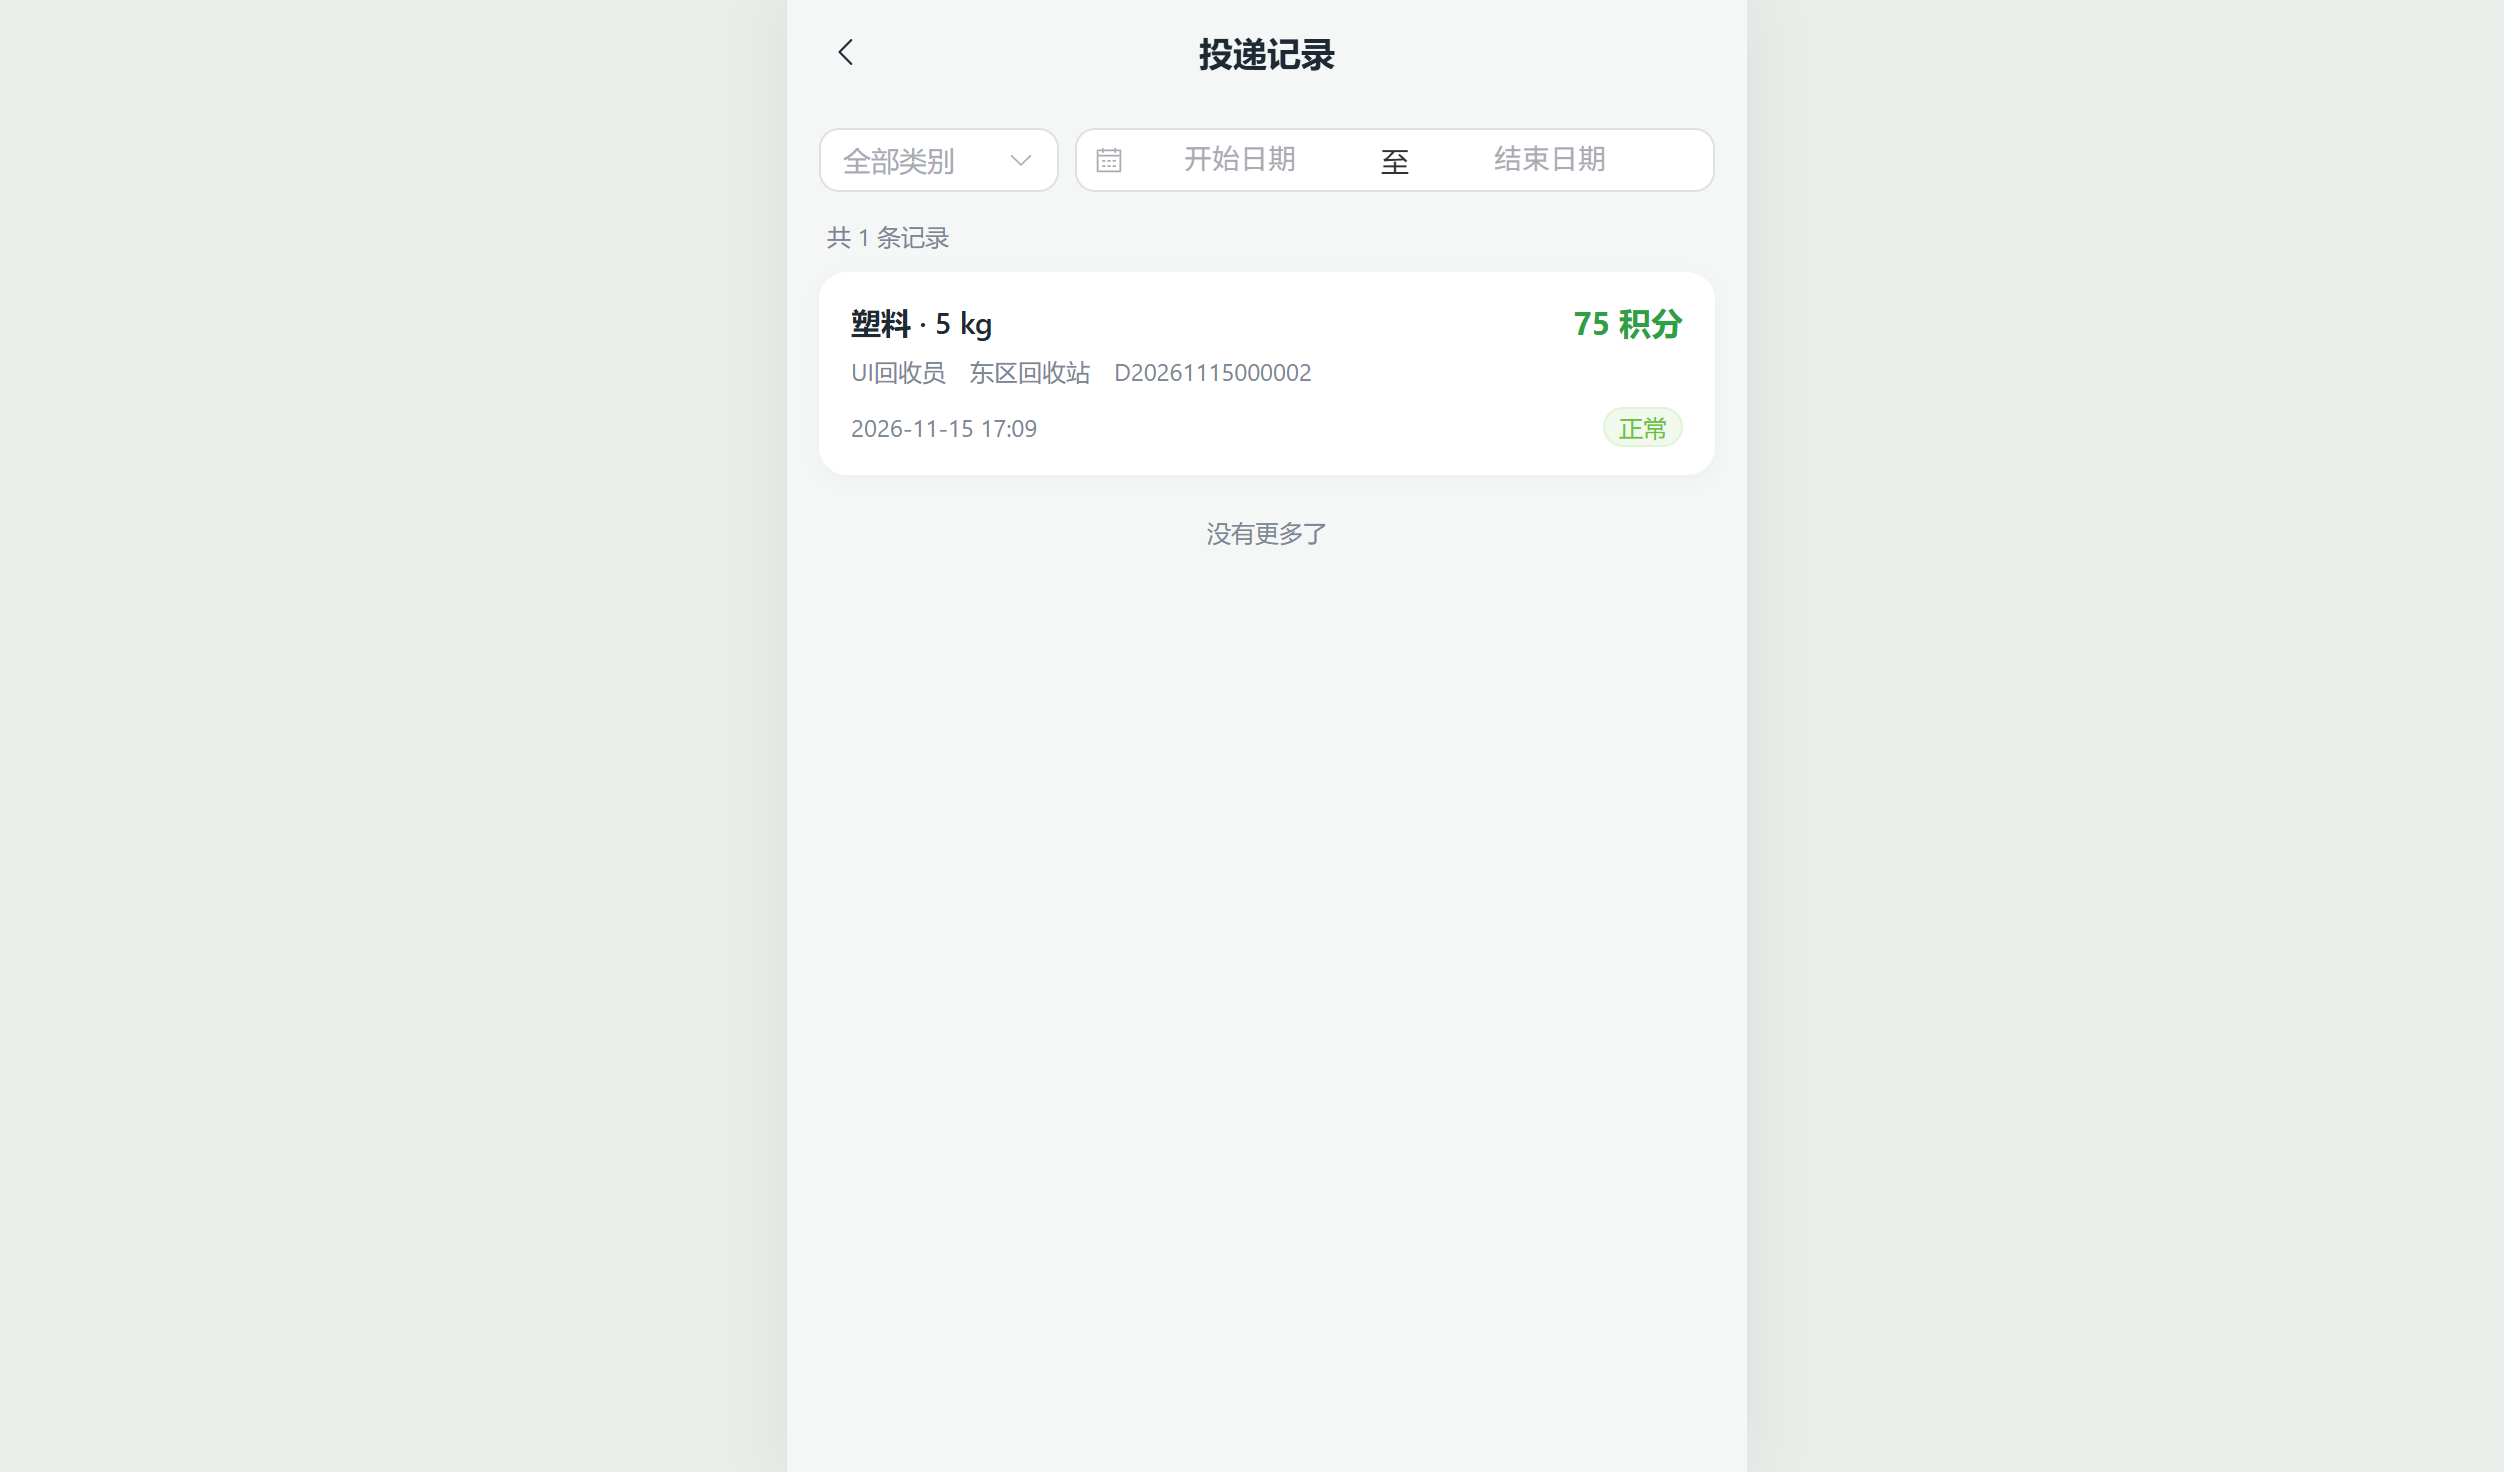 投递记录
全部类别 开始日期 至 结束日期
共 1 条记录
塑料 · 5 kg 75 积分
UI回收员 东区回收站 D20261115000002
2026-11-15 17:09 正常
没有更多了